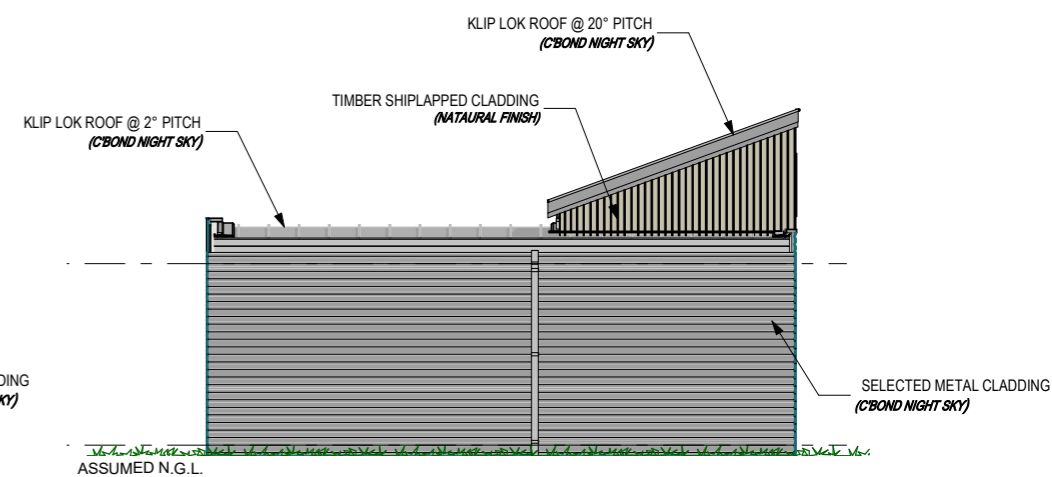 KLIP LOK ROOF @ 20° PITCH
(C'BOND NIGHT SKY)
TIMBER SHIPLAPPED CLADDING
(NATAURAL FINISH)
KLIP LOK ROOF @ 2° PITCH
(C'BOND NIGHT SKY)
DING
KY)
SELECTED METAL CLADDING
(C'BOND NIGHT SKY)
ASSUMED N.G.L.